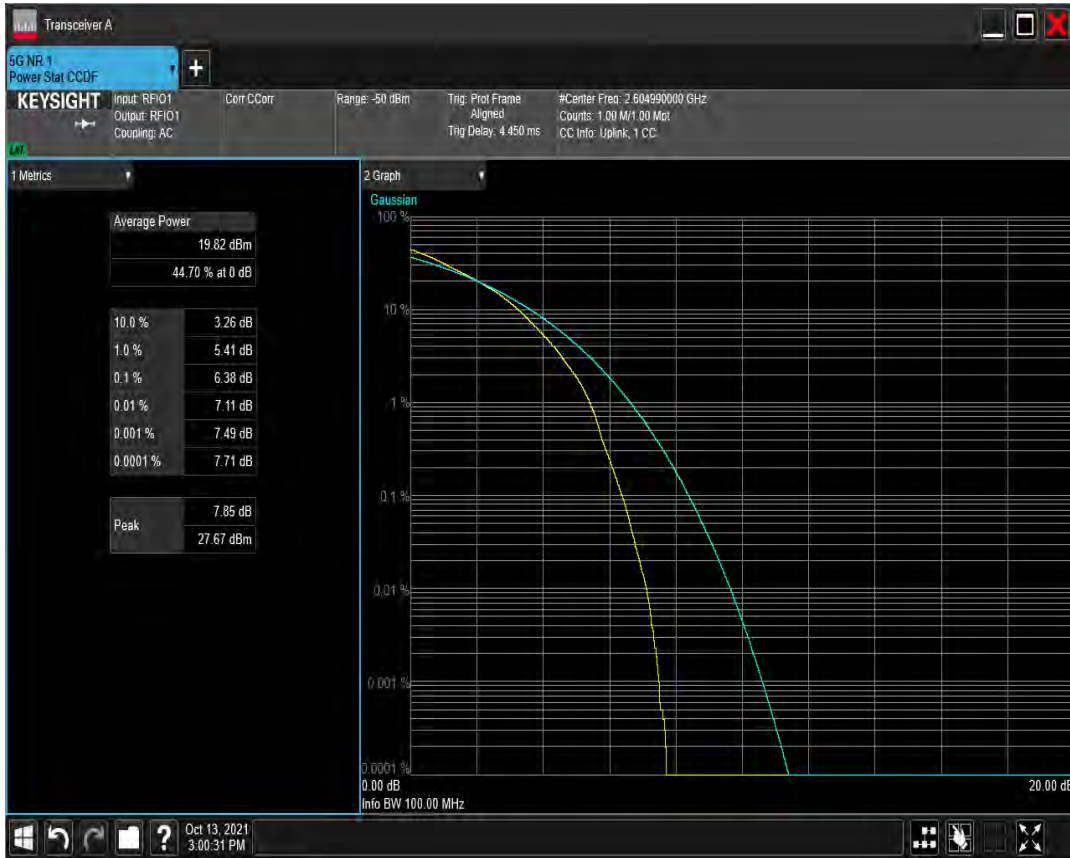 Transceiver A
5G NR 1
Power Stat CCDF
+
KEYSIGHT
Input: RFIO1
Output: RFIO1
Coupling: AC
Corr CCorr
Range: -50 dBm
Trig: Prot Frame
Aligned
Trig Delay: 4.450 ms
#Center Freq: 2.604990000 GHz
Counts: 1.00 M/1.00 Mpt
CC Info: Uplink, 1 CC
LXI
1 Metrics
Average Power
19.82 dBm
44.70 % at 0 dB
10.0 % 3.26 dB
1.0 % 5.41 dB
0.1 % 6.38 dB
0.01 % 7.11 dB
0.001 % 7.49 dB
0.0001 % 7.71 dB
Peak 7.85 dB
27.67 dBm
2 Graph
Gaussian
100 %
10 %
1 %
0.1 %
0.01 %
0.001 %
0.0001 %
0.00 dB
20.00 dB
Info BW 100.00 MHz
?
Oct 13, 2021
3:00:31 PM